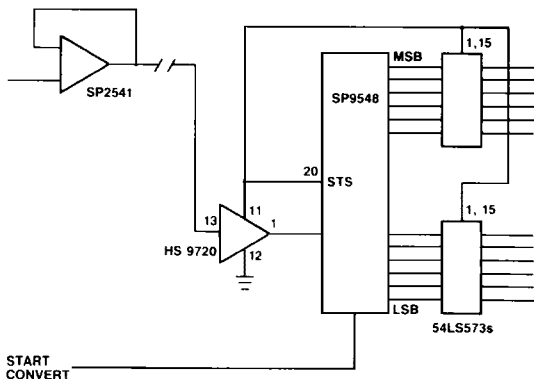 SP2541
MSB
1, 15
SP9548
20
STS
13
11
1
HS 9720
12
1, 15
LSB
54LS573s
START
CONVERT